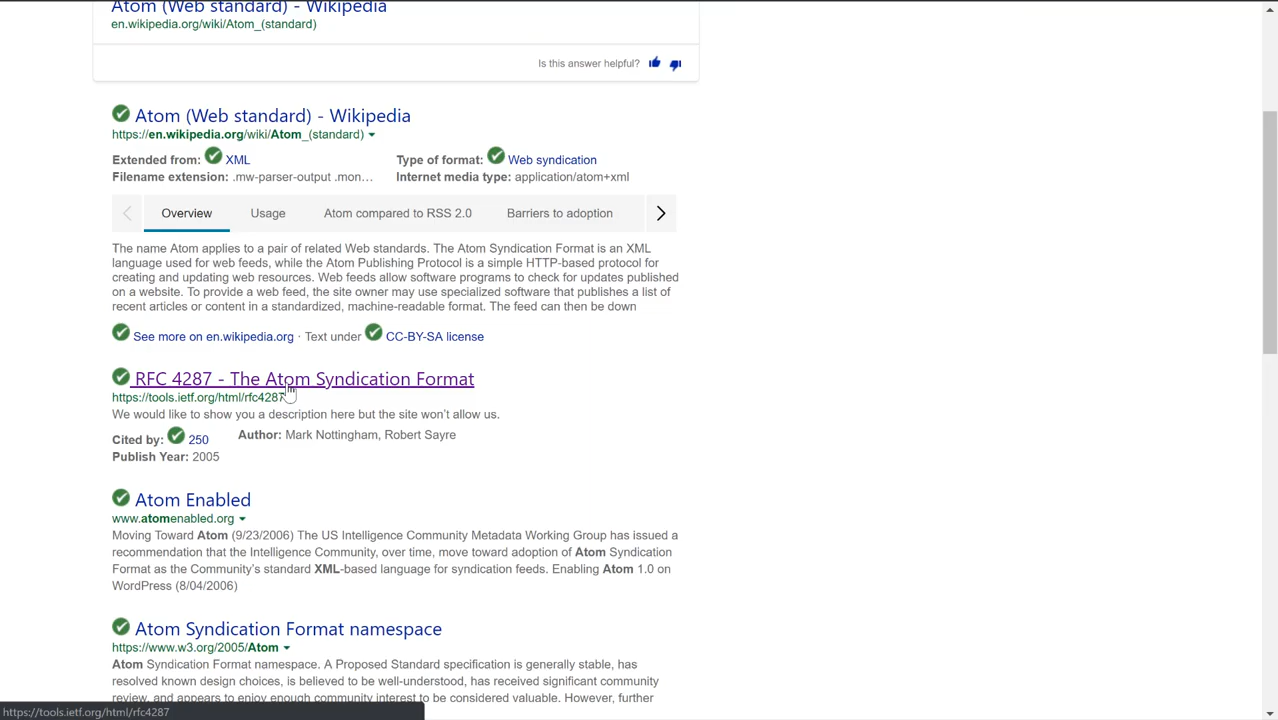 Atom (Web standard) - Wikipedia
en.wikipedia.org/wiki/Atom_(standard)
Is this answer helpful?
Atom (Web standard) - Wikipedia
https://en.wikipedia.org/wiki/Atom_(standard)
Extended from: XML Type of format: Web syndication
Filename extension: .mw-parser-output .mon... Internet media type: application/atom+xml
Overview Usage Atom compared to RSS 2.0 Barriers to adoption
The name Atom applies to a pair of related Web standards. The Atom Syndication Format is an XML
language used for web feeds, while the Atom Publishing Protocol is a simple HTTP-based protocol for
creating and updating web resources. Web feeds allow software programs to check for updates published
on a website. To provide a web feed, the site owner may use specialized software that publishes a list of
recent articles or content in a standardized, machine-readable format. The feed can then be down
See more on en.wikipedia.org · Text under CC-BY-SA license
RFC 4287 - The Atom Syndication Format
https://tools.ietf.org/html/rfc4287
We would like to show you a description here but the site won't allow us.
Cited by: 250 Author: Mark Nottingham, Robert Sayre
Publish Year: 2005
Atom Enabled
www.atomenabled.org
Moving Toward Atom (9/23/2006) The US Intelligence Community Metadata Working Group has issued a
recommendation that the Intelligence Community, over time, move toward adoption of Atom Syndication
Format as the Community's standard XML-based language for syndication feeds. Enabling Atom 1.0 on
WordPress (8/04/2006)
Atom Syndication Format namespace
https://www.w3.org/2005/Atom
Atom Syndication Format namespace. A Proposed Standard specification is generally stable, has
resolved known design choices, is believed to be well-understood, has received significant community
review, and appears to enjoy enough community interest to be considered valuable. However, further
https://tools.ietf.org/html/rfc4287